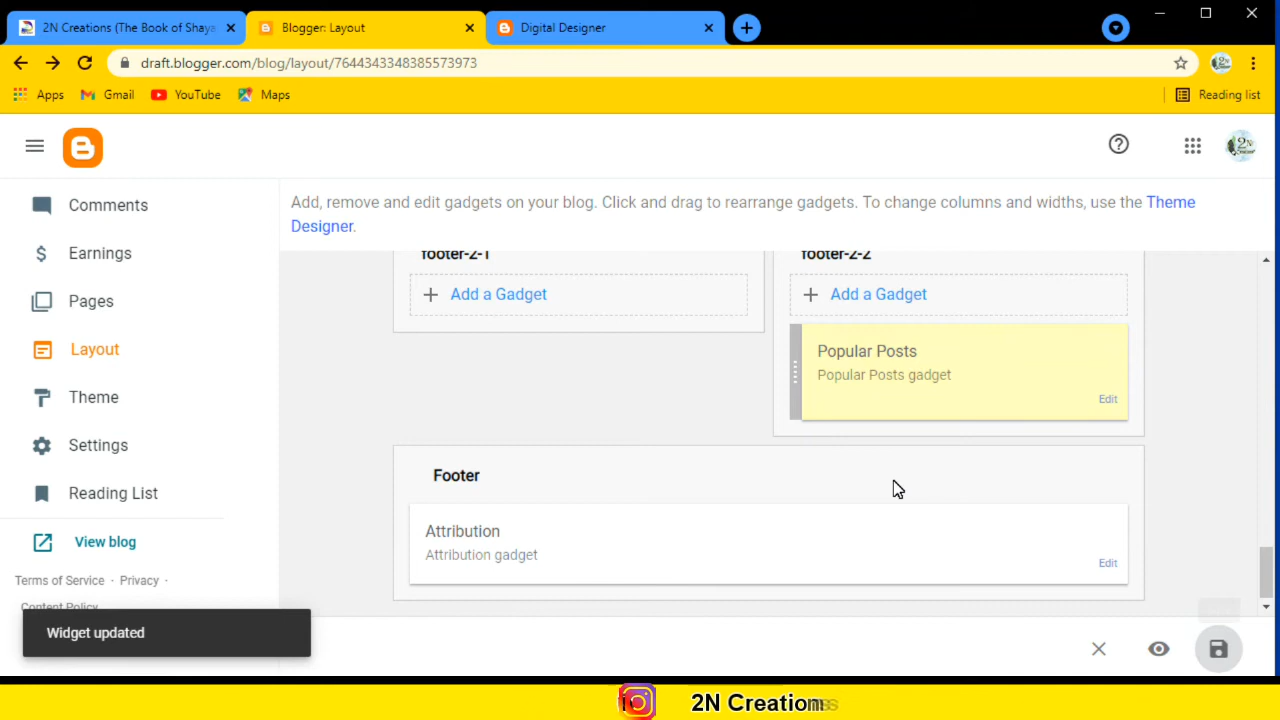 2N Creations (The Book of Shaya
Blogger: Layout
Digital Designer
draft.blogger.com/blog/layout/7644343348385573973
Apps
Gmail
YouTube
Maps
Reading list
Comments
Earnings
Pages
Layout
Theme
Settings
Reading List
View blog
Terms of Service · Privacy ·
Content Policy
Widget updated
Add, remove and edit gadgets on your blog. Click and drag to rearrange gadgets. To change columns and widths, use the Theme
Designer.
footer-2-1
+ Add a Gadget
footer-2-2
+ Add a Gadget
Popular Posts
Popular Posts gadget
Edit
Footer
Attribution
Attribution gadget
Edit
2N Creations